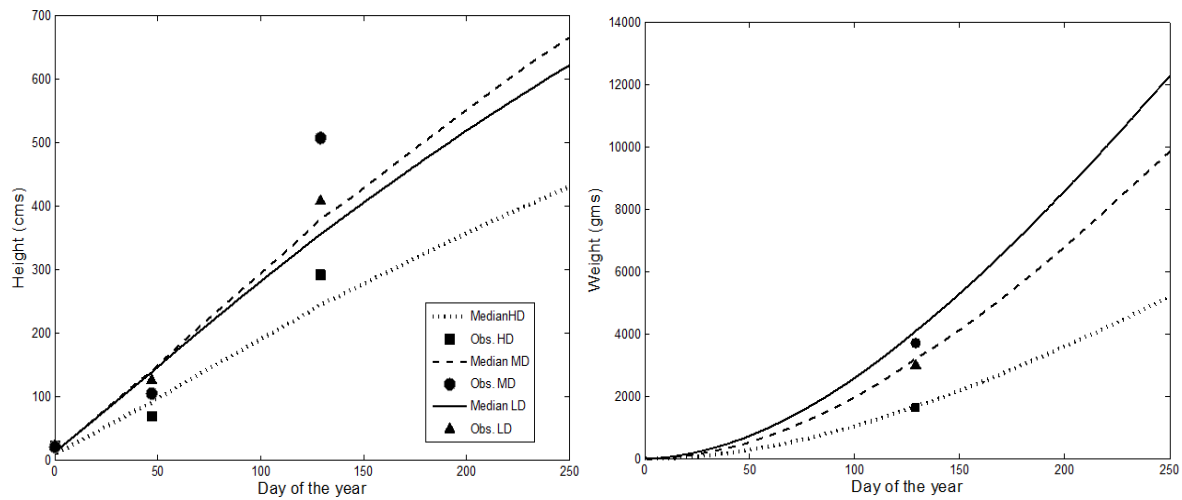 700
600
500
400
300
200
100
0
Height (cms)
0 50 100 150 200 250
Day of the year
MedianHD
Obs. HD
Median MD
Obs. MD
Median LD
Obs. LD
14000
12000
10000
8000
6000
4000
2000
0
Weight (gms)
0 50 100 150 200 250
Day of the year